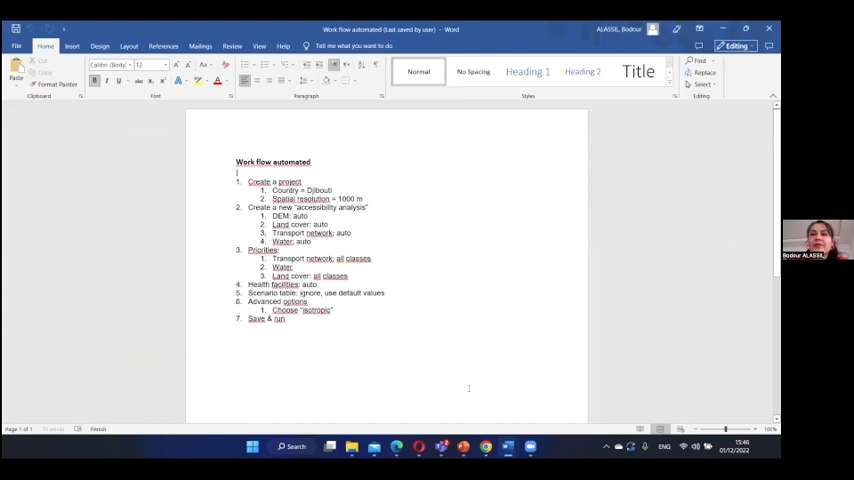 Work flow automated (Last saved by user) - Word
ALASSIL, Bodour
File Home Insert Design Layout References Mailings Review View Help Tell me what you want to do
Editing
Paste
Cut
Copy
Format Painter
Calibri (Body) 12
Normal
No Spacing
Heading 1
Heading 2
Title
Find
Replace
Select
Clipboard Font Paragraph Styles Editing
Work flow automated
]
1. Create a project
1. Country = Djibouti
2. Spatial resolution = 1000 m
2. Create a new "accessibility analysis"
1. DEM: auto
2. Land cover: auto
3. Transport network: auto
4. Water: auto
3. Priorities:
1. Transport network: all classes
2. Water
3. Land cover: all classes
4. Health facilities: auto
5. Scenario table: ignore, use default values
6. Advanced options
1. Choose "isotropic"
7. Save & run
Bodour ALASSIL
Page 1 of 1
Finnish
100%
Search
ENG
15:46
01/12/2022